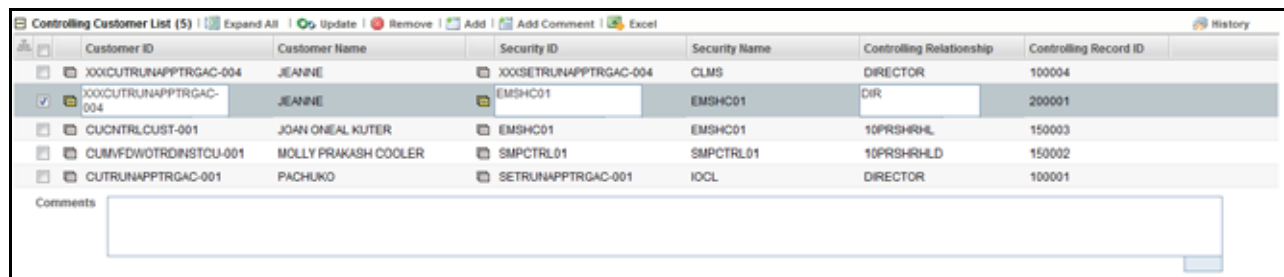 Controlling Customer List (5) | Expand All | Update | Remove | Add | Add Comment | Excel History
Customer ID Customer Name Security ID Security Name Controlling Relationship Controlling Record ID
XXXCUTRUNAPPTRGAC-004 JEANNE XXXSETRUNAPPTRGAC-004 CLMS DIRECTOR 100004
XXXCUTRUNAPPTRGAC-
004 JEANNE EMSHC01 EMSHC01 DIR 200001
CUCNTRLCUST-001 JOAN ONEAL KUTER EMSHC01 EMSHC01 10PRSHRHL 150003
CUMVFDWOTRDINSTCU-001 MOLLY PRAKASH COOLER SMPCTRL01 SMPCTRL01 10PRSHRHLD 150002
CUTRUNAPPTRGAC-001 PACHUKO SETRUNAPPTRGAC-001 IOCL DIRECTOR 100001
Comments